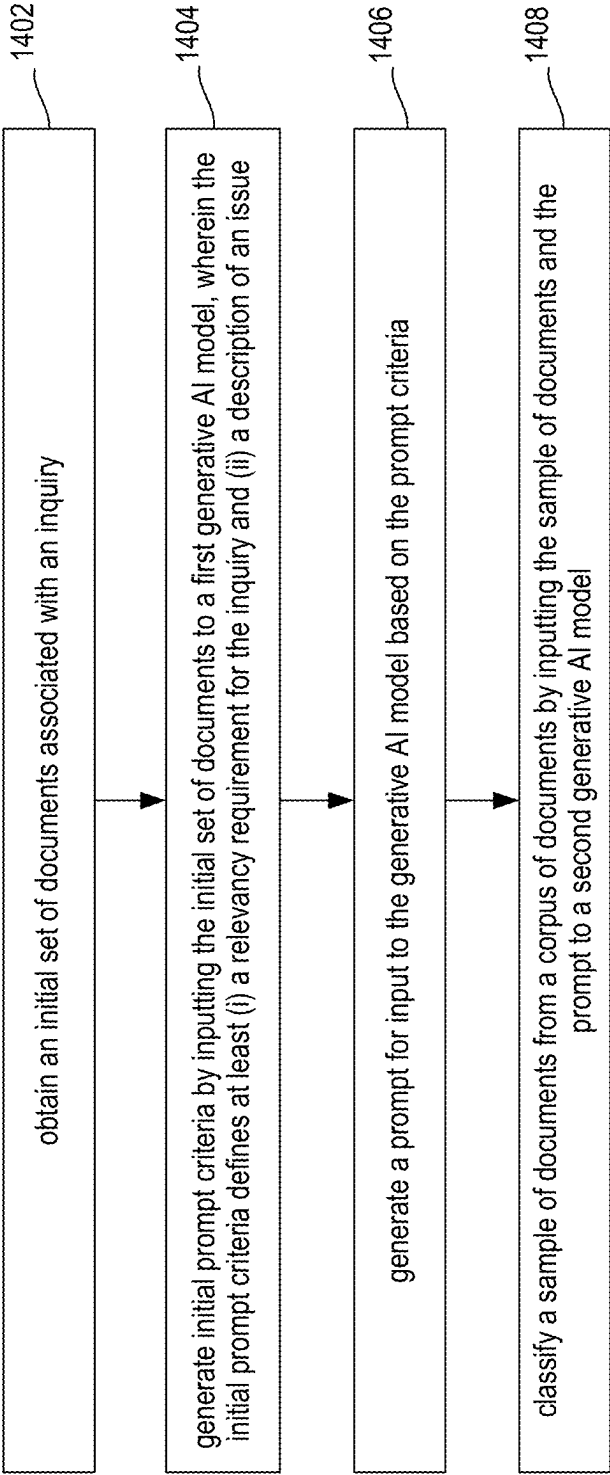 obtain an initial set of documents associated with an inquiry
1402
generate initial prompt criteria by inputting the initial set of documents to a first generative AI model, wherein the
initial prompt criteria defines at least (i) a relevancy requirement for the inquiry and (ii) a description of an issue
1404
generate a prompt for input to the generative AI model based on the prompt criteria
1406
classify a sample of documents from a corpus of documents by inputting the sample of documents and the
prompt to a second generative AI model
1408